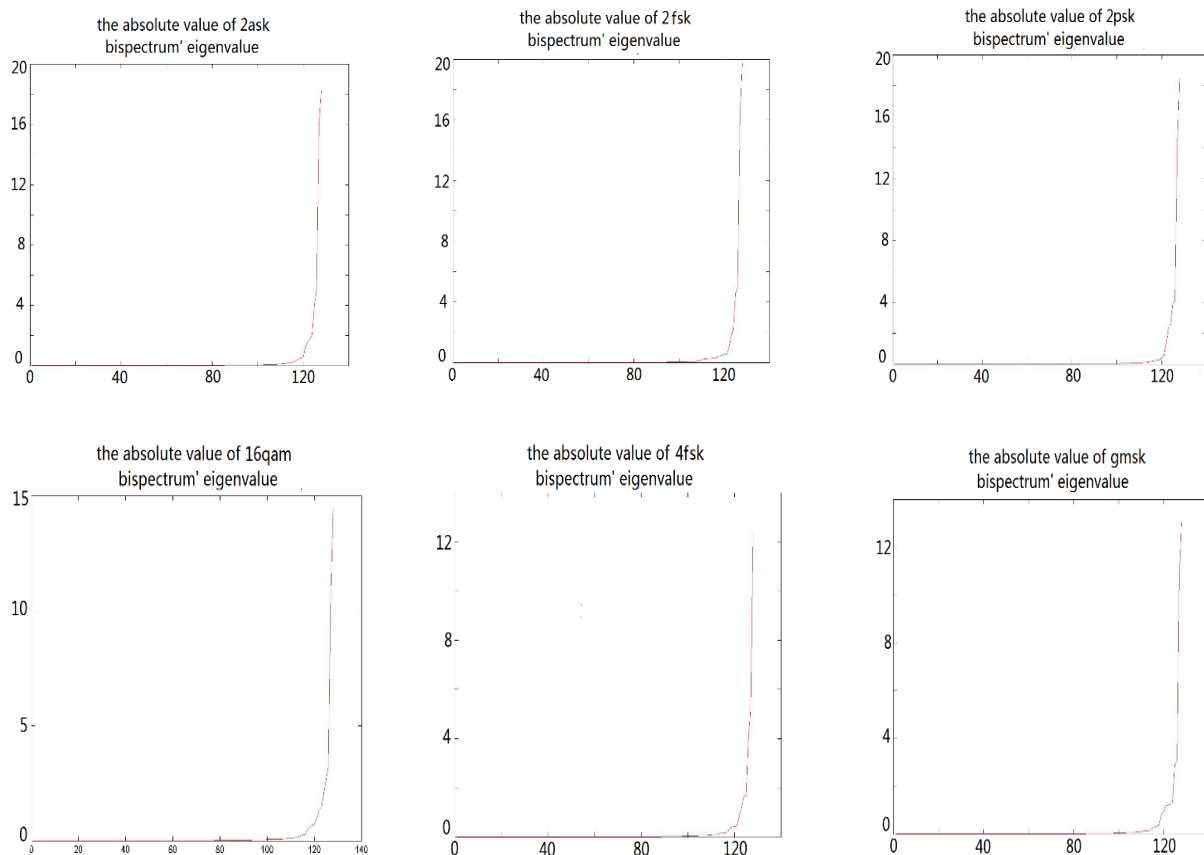 the absolute value of 2ask
bispectrum' eigenvalue
20
16
12
8
4
0
0 40 80 120
the absolute value of 2fsk
bispectrum' eigenvalue
20
16
12
8
4
0
0 40 80 120
the absolute value of 2psk
bispectrum' eigenvalue
20
16
12
8
4
0
0 40 80 120
the absolute value of 16qam
bispectrum' eigenvalue
15
10
5
0
0 20 40 60 80 100 120 140
the absolute value of 4fsk
bispectrum' eigenvalue
12
8
4
0
0 40 80 120
the absolute value of gmsk
bispectrum' eigenvalue
12
8
4
0
0 40 80 120